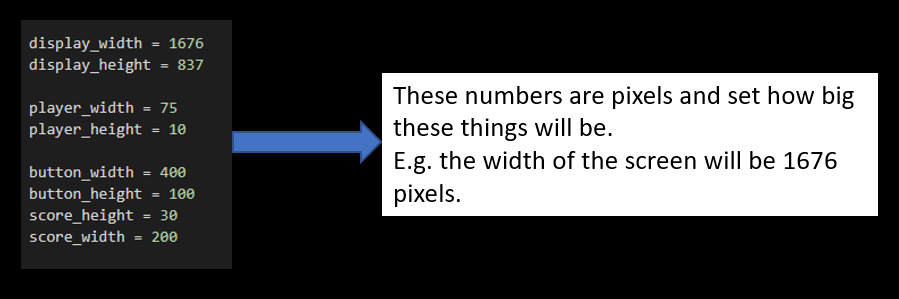 display_width = 1676
display_height = 837
player_width = 75
player_height = 10
button_width = 400
button_height = 100
score_height = 30
score_width = 200
These numbers are pixels and set how big
these things will be.
E.g. the width of the screen will be 1676
pixels.